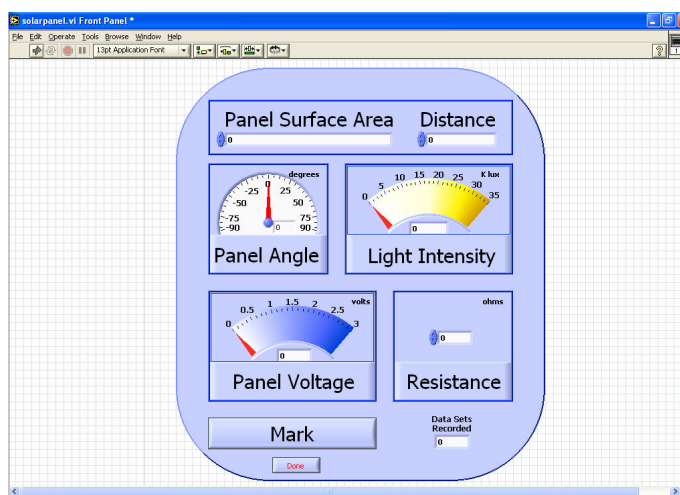 solarpanel.vi Front Panel *
File Edit Operate Tools Browse Window Help
13pt Application Font
?
1
Panel Surface Area Distance
0 0
degrees
-90 -75 -50 -25 0 25 50 75 90
0
Panel Angle
K lux
0 5 10 15 20 25 30 35
0
Light Intensity
volts
0 0.5 1 1.5 2 2.5 3
0
Panel Voltage
ohms
0
Resistance
Mark
Data Sets
Recorded
0
Done